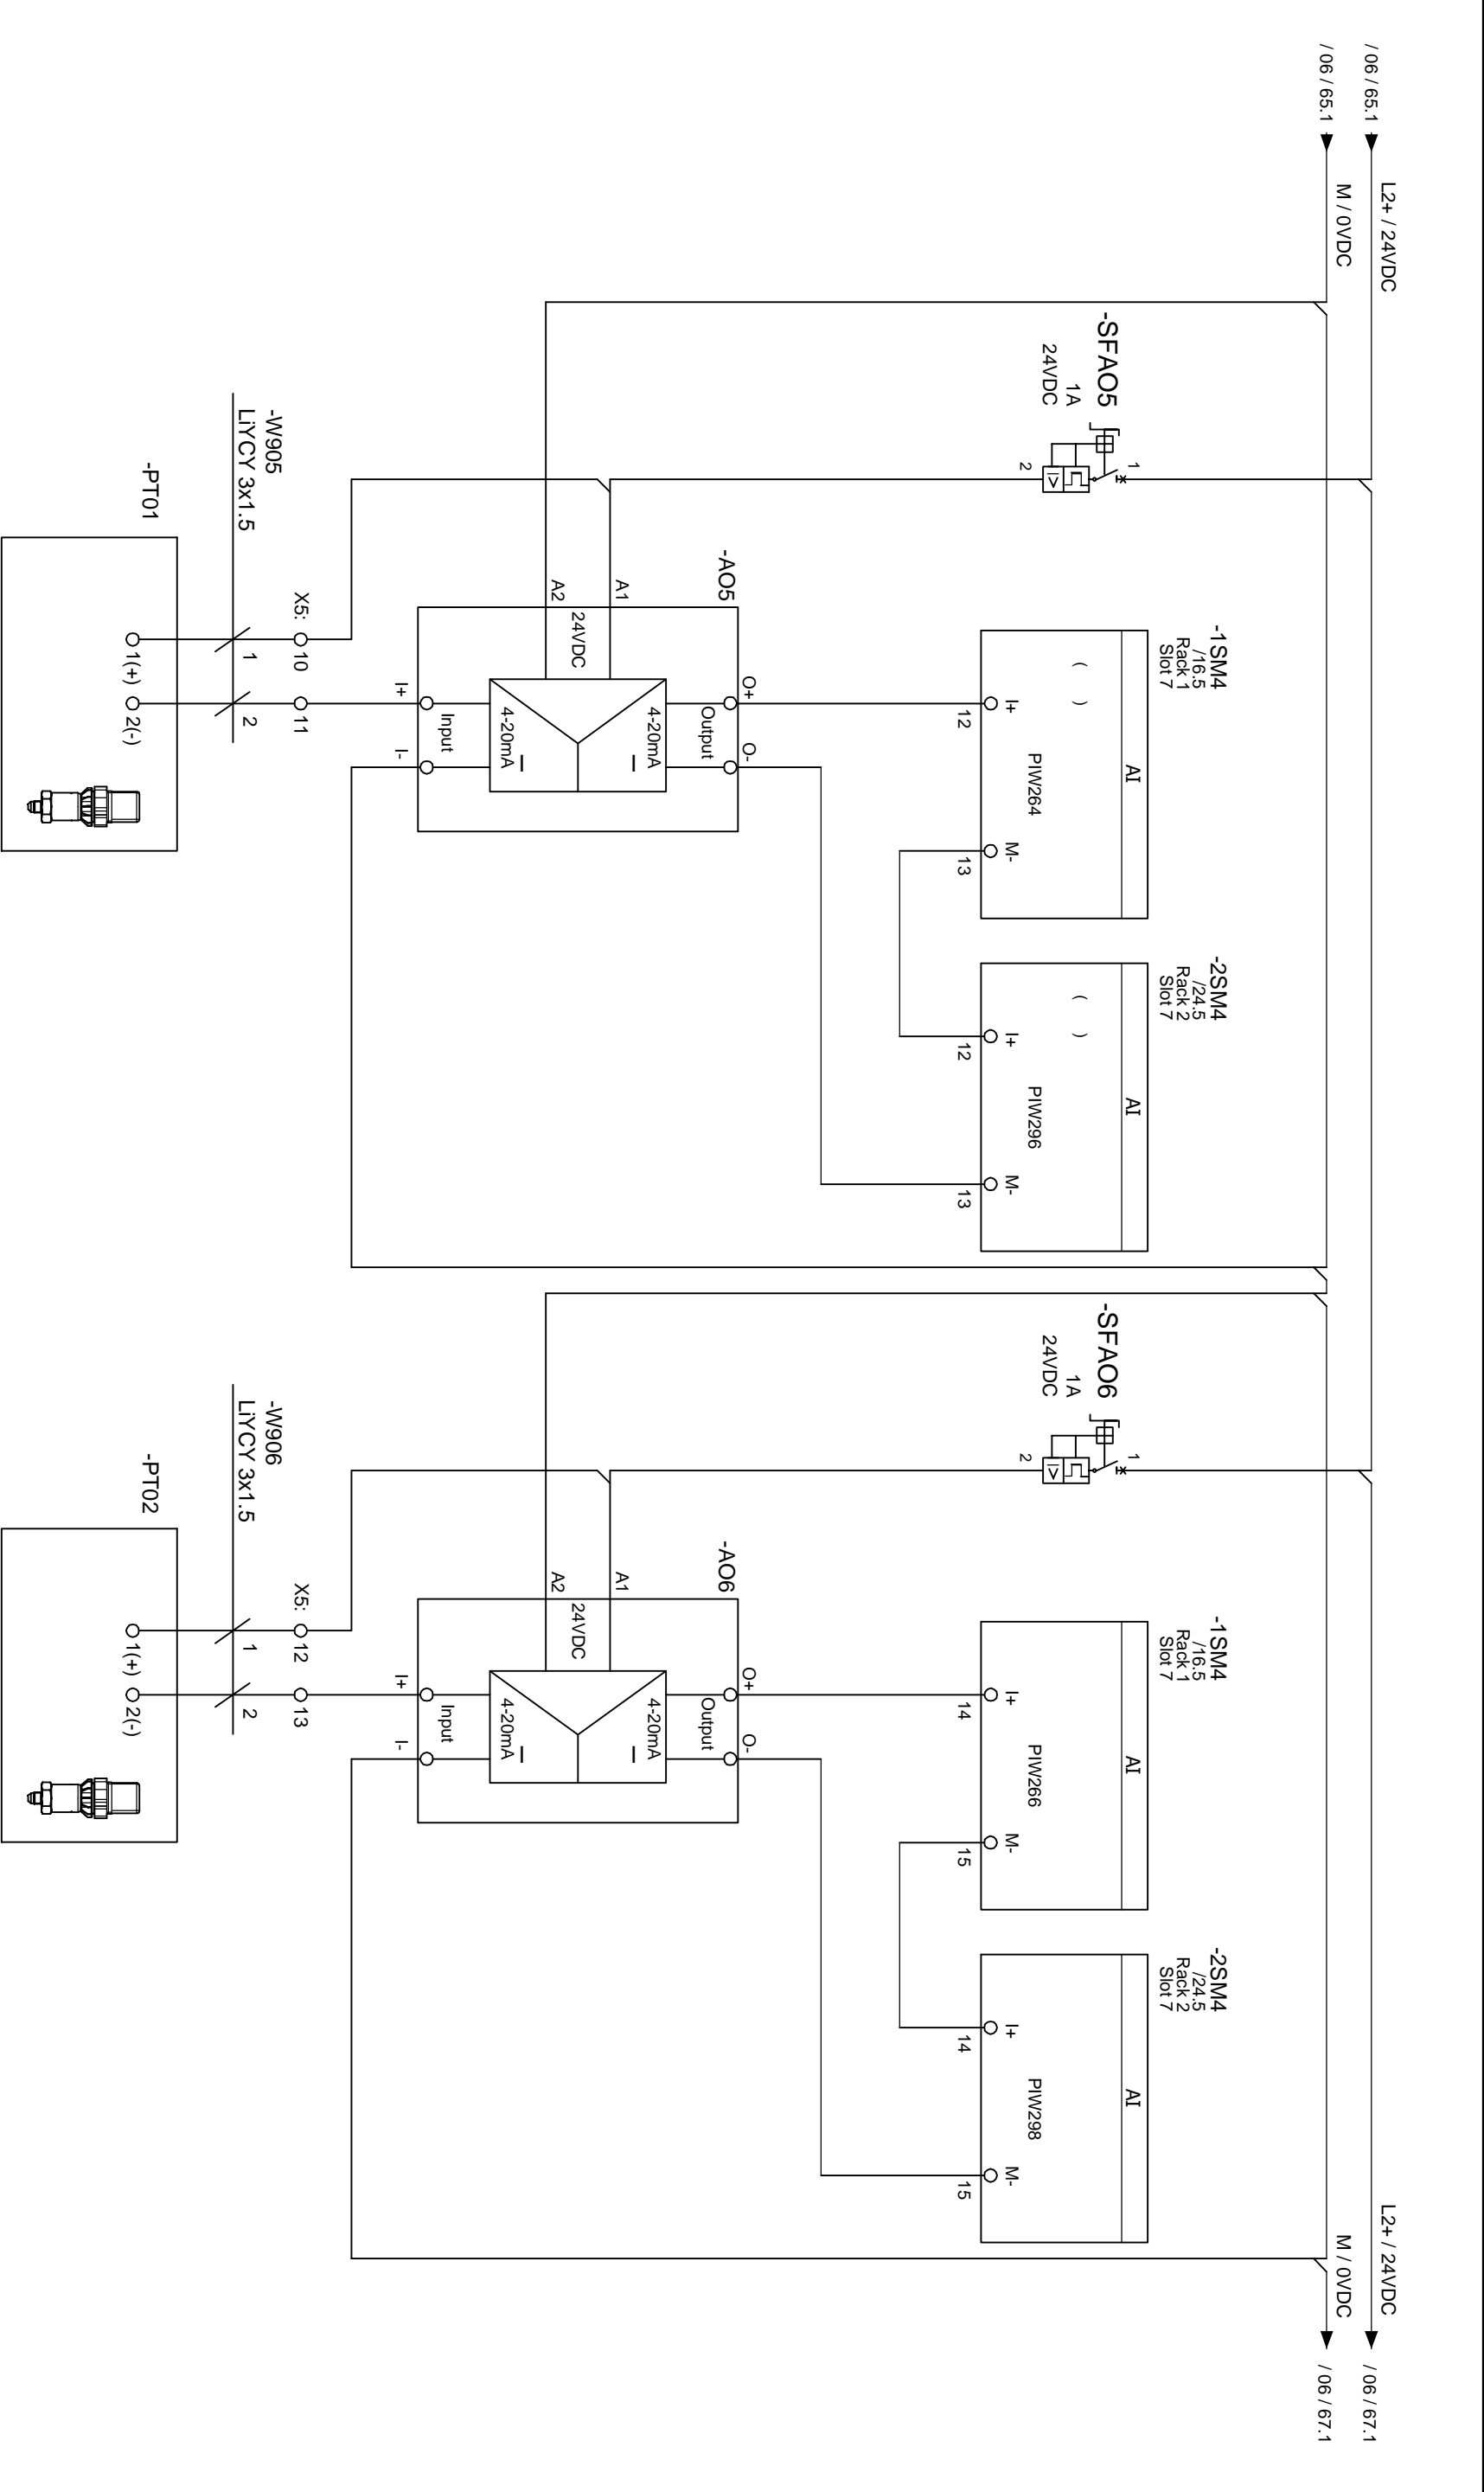 / 06 / 65.1
L2+ / 24VDC
L2+ / 24VDC
/ 06 / 67.1
/ 06 / 65.1
M / 0VDC
M / 0VDC
/ 06 / 67.1
-SFAO5
1A
24VDC
1
2
-1SM4
/16.5
Rack 1
Slot 7
AI
( )
PIW264
I+
M-
12
13
-2SM4
/24.5
Rack 2
Slot 7
AI
( )
PIW296
I+
M-
12
13
-AO5
O+
O-
Output
4-20mA
A1
A2
24VDC
4-20mA
Input
I+
I-
X5:
10
11
-W905
LiYCY 3x1.5
1
2
-PT01
1(+)
2(-)
-SFAO6
1A
24VDC
1
2
-1SM4
/16.5
Rack 1
Slot 7
AI
PIW266
I+
M-
14
15
-2SM4
/24.5
Rack 2
Slot 7
AI
PIW298
I+
M-
14
15
-AO6
O+
O-
Output
4-20mA
A1
A2
24VDC
4-20mA
Input
I+
I-
X5:
12
13
-W906
LiYCY 3x1.5
1
2
-PT02
1(+)
2(-)